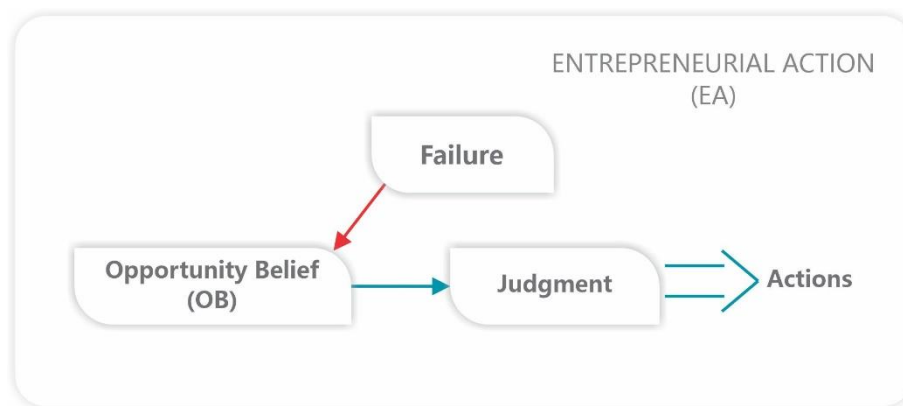 ENTREPRENEURIAL ACTION
(EA)
Failure
Opportunity Belief
(OB)
Judgment
Actions